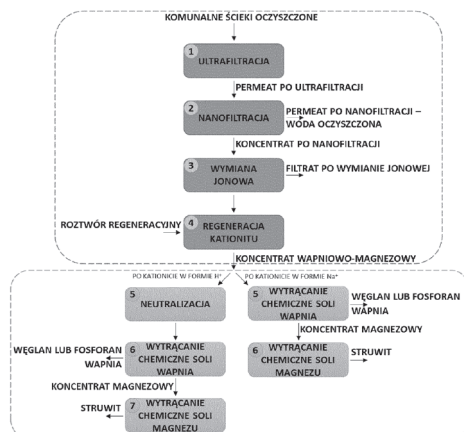 KOMUNALNE ŚCIEKI OCZYSZCZONE
1
ULTRAFILTRACJA
PERMEAT PO ULTRAFILTRACJI
2
NANOFILTRACJA
PERMEAT PO NANOFILTRACJI –
WODA OCZYSZCZONA
KONCENTRAT PO NANOFILTRACJI
3
WYMIANA
JONOWA
FILTRAT PO WYMIANIE JONOWEJ
ROZTWÓR REGENERACYJNY
4
REGENERACJA
KATIONITU
KONCENTRAT WAPNIOWO-MAGNEZOWY
PO KATIONICIE W FORMIE H⁺
PO KATIONICIE W FORMIE Na⁺
5
NEUTRALIZACJA
5
WYTRĄCANIE
CHEMICZNE SOLI
WAPNIA
WĘGLAN LUB FOSFORAN
WAPNIA
KONCENTRAT MAGNEZOWY
WĘGLAN LUB FOSFORAN
WAPNIA
6
WYTRĄCANIE
CHEMICZNE SOLI
WAPNIA
6
WYTRĄCANIE
CHEMICZNE SOLI
MAGNEZU
STRUWIT
KONCENTRAT MAGNEZOWY
STRUWIT
7
WYTRĄCANIE
CHEMICZNE SOLI
MAGNEZU